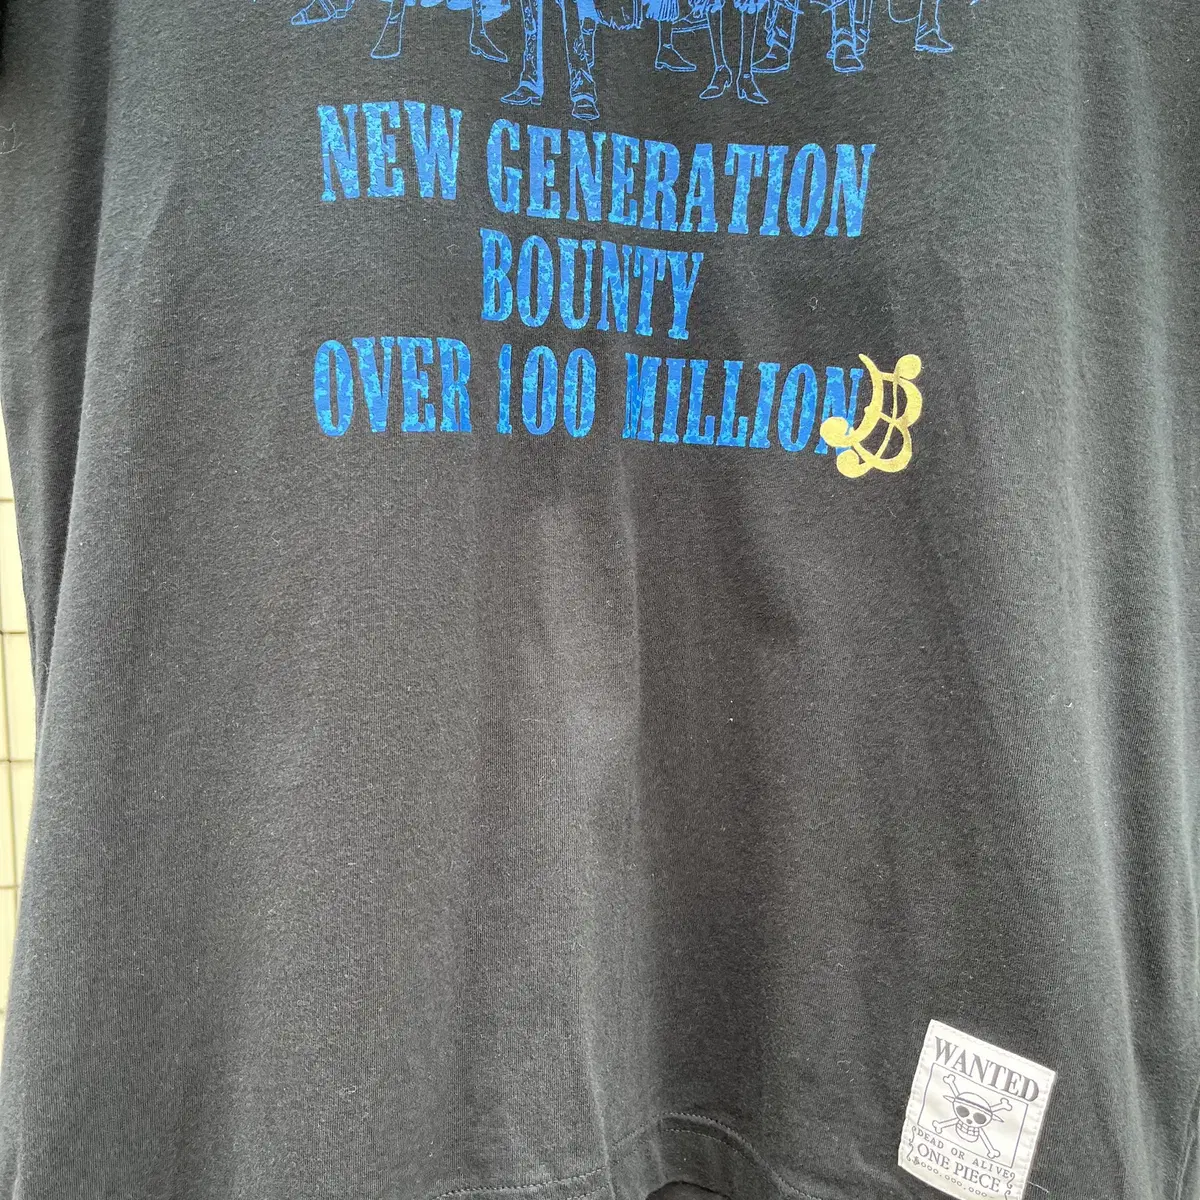 NEW GENERATION
BOUNTY
OVER 100 MILLION
WANTED
DEAD OR ALIVE
ONE PIECE